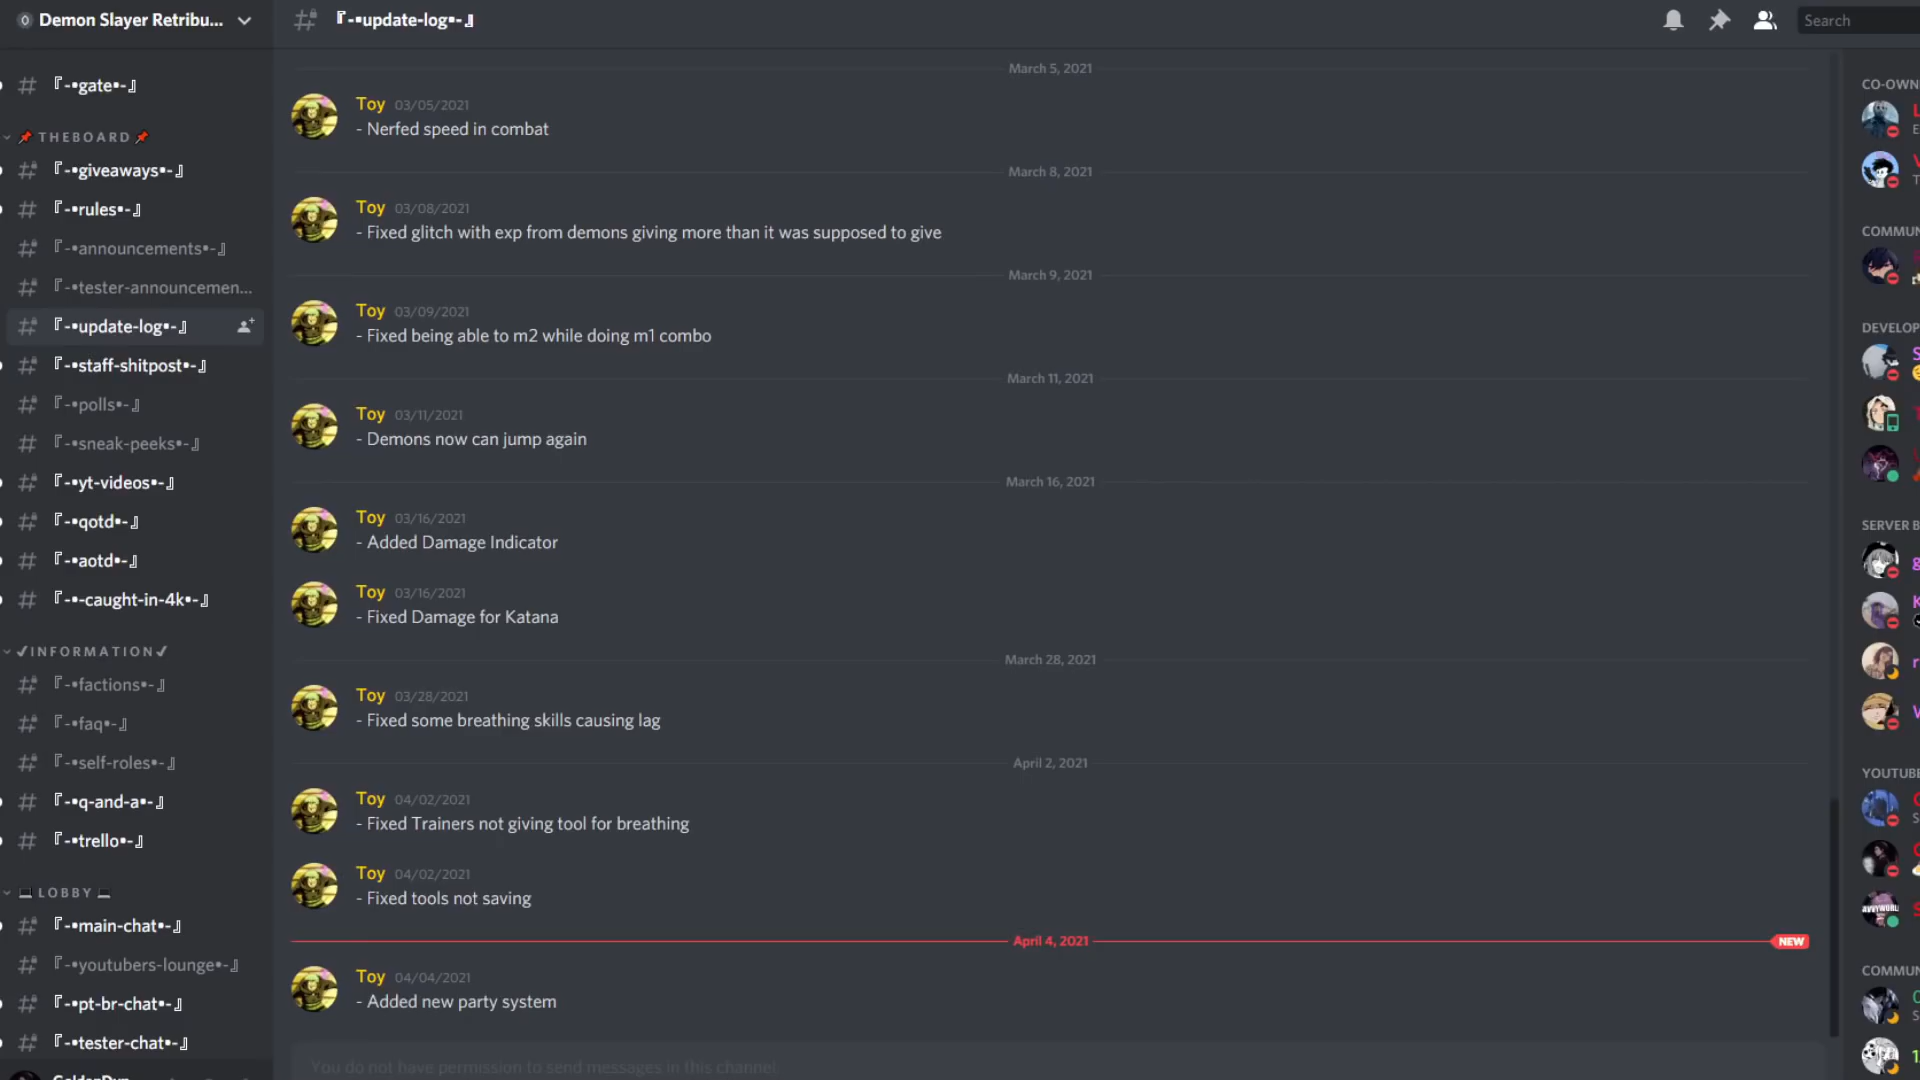 Demon Slayer Retribu...
『-•gate•-』
THEBOARD
『-•giveaways•-』
『-•rules•-』
『-•announcements•-』
『-•tester-announcemen...
『-•update-log•-』
『-•staff-shitpost•-』
『-•polls•-』
『-•sneak-peeks•-』
『-•yt-videos•-』
『-•qotd•-』
『-•aotd•-』
『-•-caught-in-4k•-』
✓INFORMATION✓
『-•factions•-』
『-•faq•-』
『-•self-roles•-』
『-•q-and-a•-』
『-•trello•-』
LOBBY
『-•main-chat•-』
『-•youtubers-lounge•-』
『-•pt-br-chat•-』
『-•tester-chat•-』
『-•update-log•-』
Search
March 5, 2021
Toy 03/05/2021
- Nerfed speed in combat
March 8, 2021
Toy 03/08/2021
- Fixed glitch with exp from demons giving more than it was supposed to give
March 9, 2021
Toy 03/09/2021
- Fixed being able to m2 while doing m1 combo
March 11, 2021
Toy 03/11/2021
- Demons now can jump again
March 16, 2021
Toy 03/16/2021
- Added Damage Indicator
Toy 03/16/2021
- Fixed Damage for Katana
March 28, 2021
Toy 03/28/2021
- Fixed some breathing skills causing lag
April 2, 2021
Toy 04/02/2021
- Fixed Trainers not giving tool for breathing
Toy 04/02/2021
- Fixed tools not saving
April 4, 2021 NEW
Toy 04/04/2021
- Added new party system
You do not have permission to send messages in this channel.
CO-OWN
COMMUN
DEVELOP
SERVER B
YOUTUBE
COMMUN